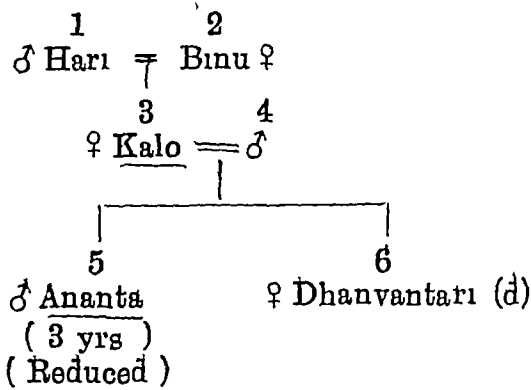 1 2
♂ Hari = Binu ♀
3 4
♀ Kalo = ♂
5 6
♂ Ananta ♀ Dhanvantari (d)
( 3 yrs )
( Reduced )